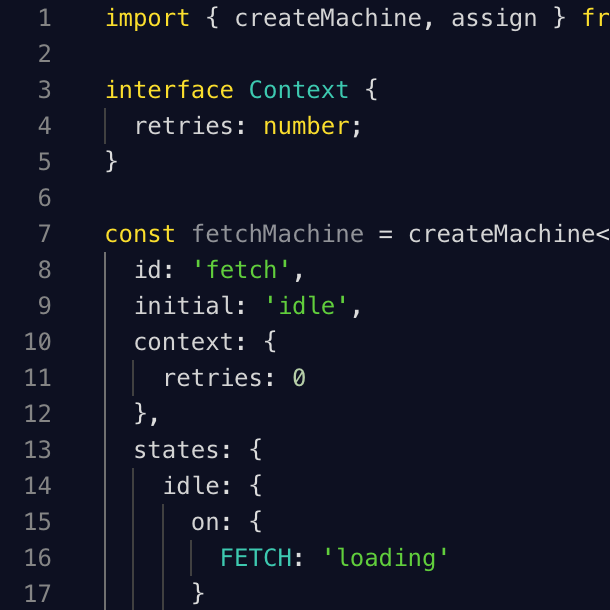 1 import { createMachine, assign } fr
2
3 interface Context {
4 retries: number;
5 }
6
7 const fetchMachine = createMachine<
8 id: 'fetch',
9 initial: 'idle',
10 context: {
11 retries: 0
12 },
13 states: {
14 idle: {
15 on: {
16 FETCH: 'loading'
17 }